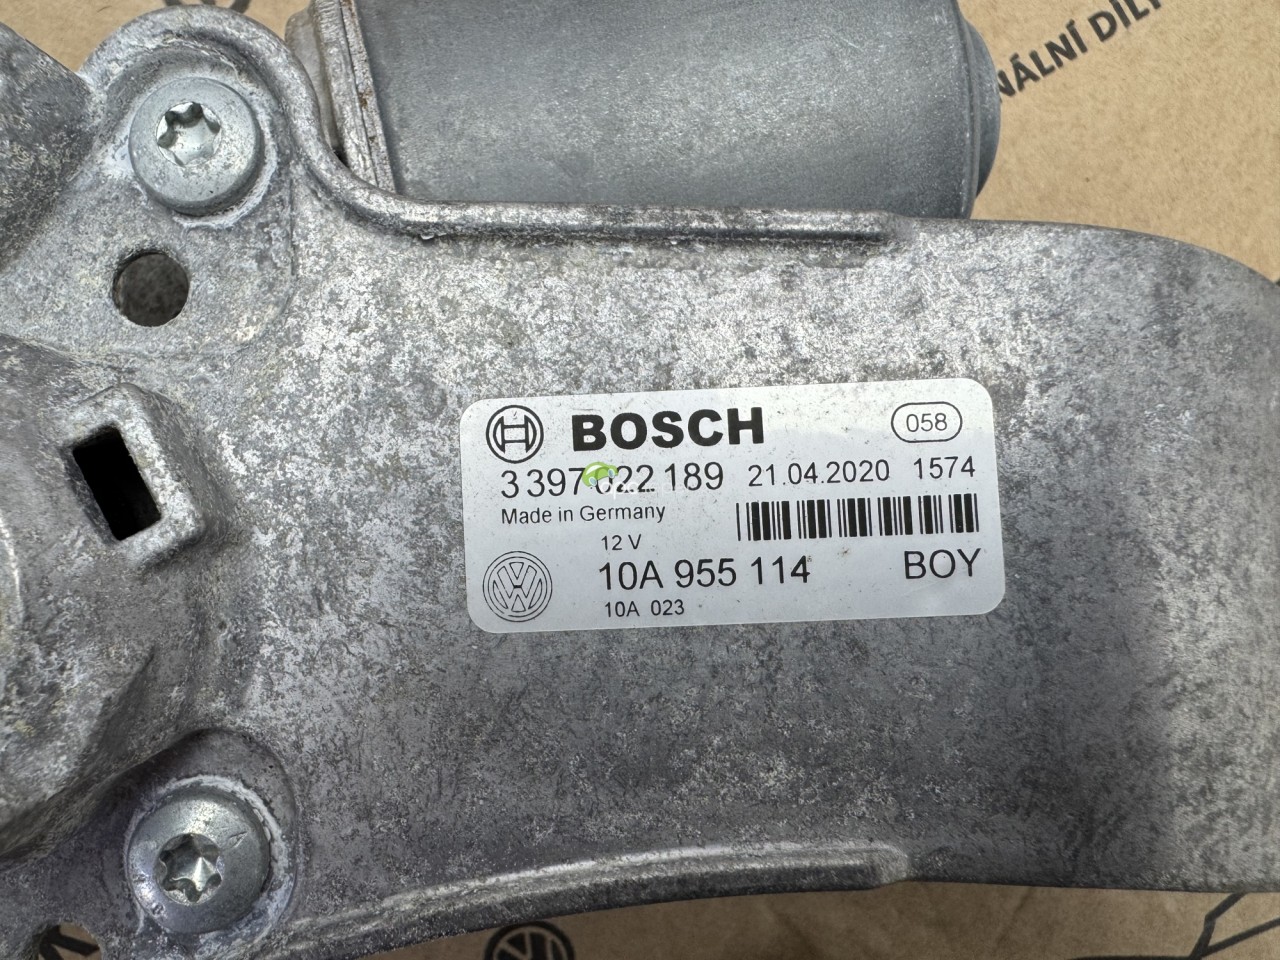 NÁLNÍ DÍLY
BOSCH 058
3 397 022 189 21.04.2020 1574
Made in Germany
12 V
10A 955 114 BOY
10A 023